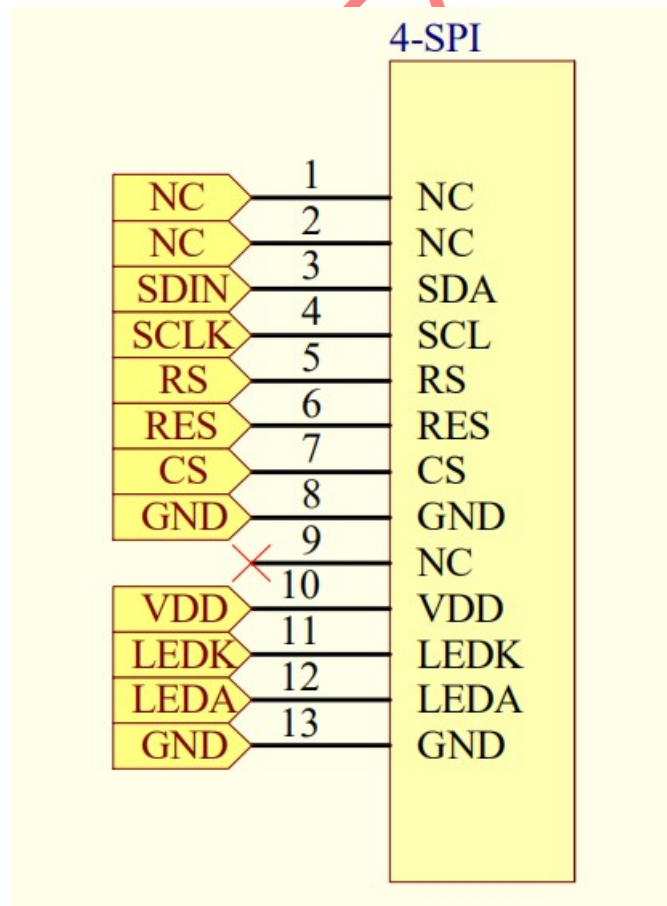 4-SPI
NC 1 NC
NC 2 NC
SDIN 3 SDA
SCLK 4 SCL
RS 5 RS
RES 6 RES
CS 7 CS
GND 8 GND
9 NC
VDD 10 VDD
LEDK 11 LEDK
LEDA 12 LEDA
GND 13 GND